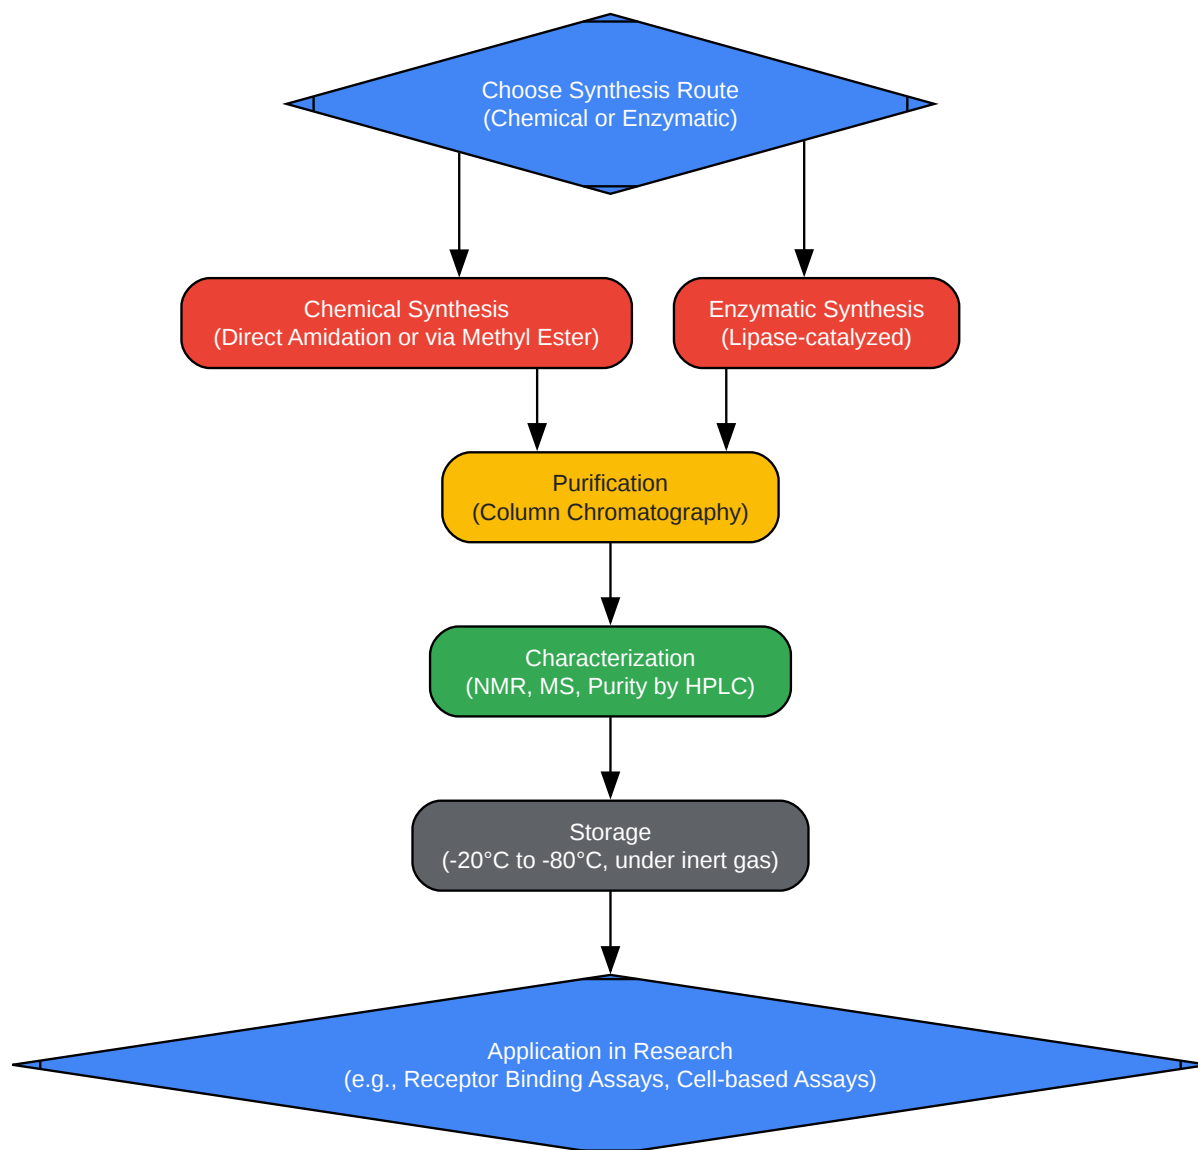 Choose Synthesis Route
(Chemical or Enzymatic)
Chemical Synthesis
(Direct Amidation or via Methyl Ester)
Enzymatic Synthesis
(Lipase-catalyzed)
Purification
(Column Chromatography)
Characterization
(NMR, MS, Purity by HPLC)
Storage
(-20°C to -80°C, under inert gas)
Application in Research
(e.g., Receptor Binding Assays, Cell-based Assays)